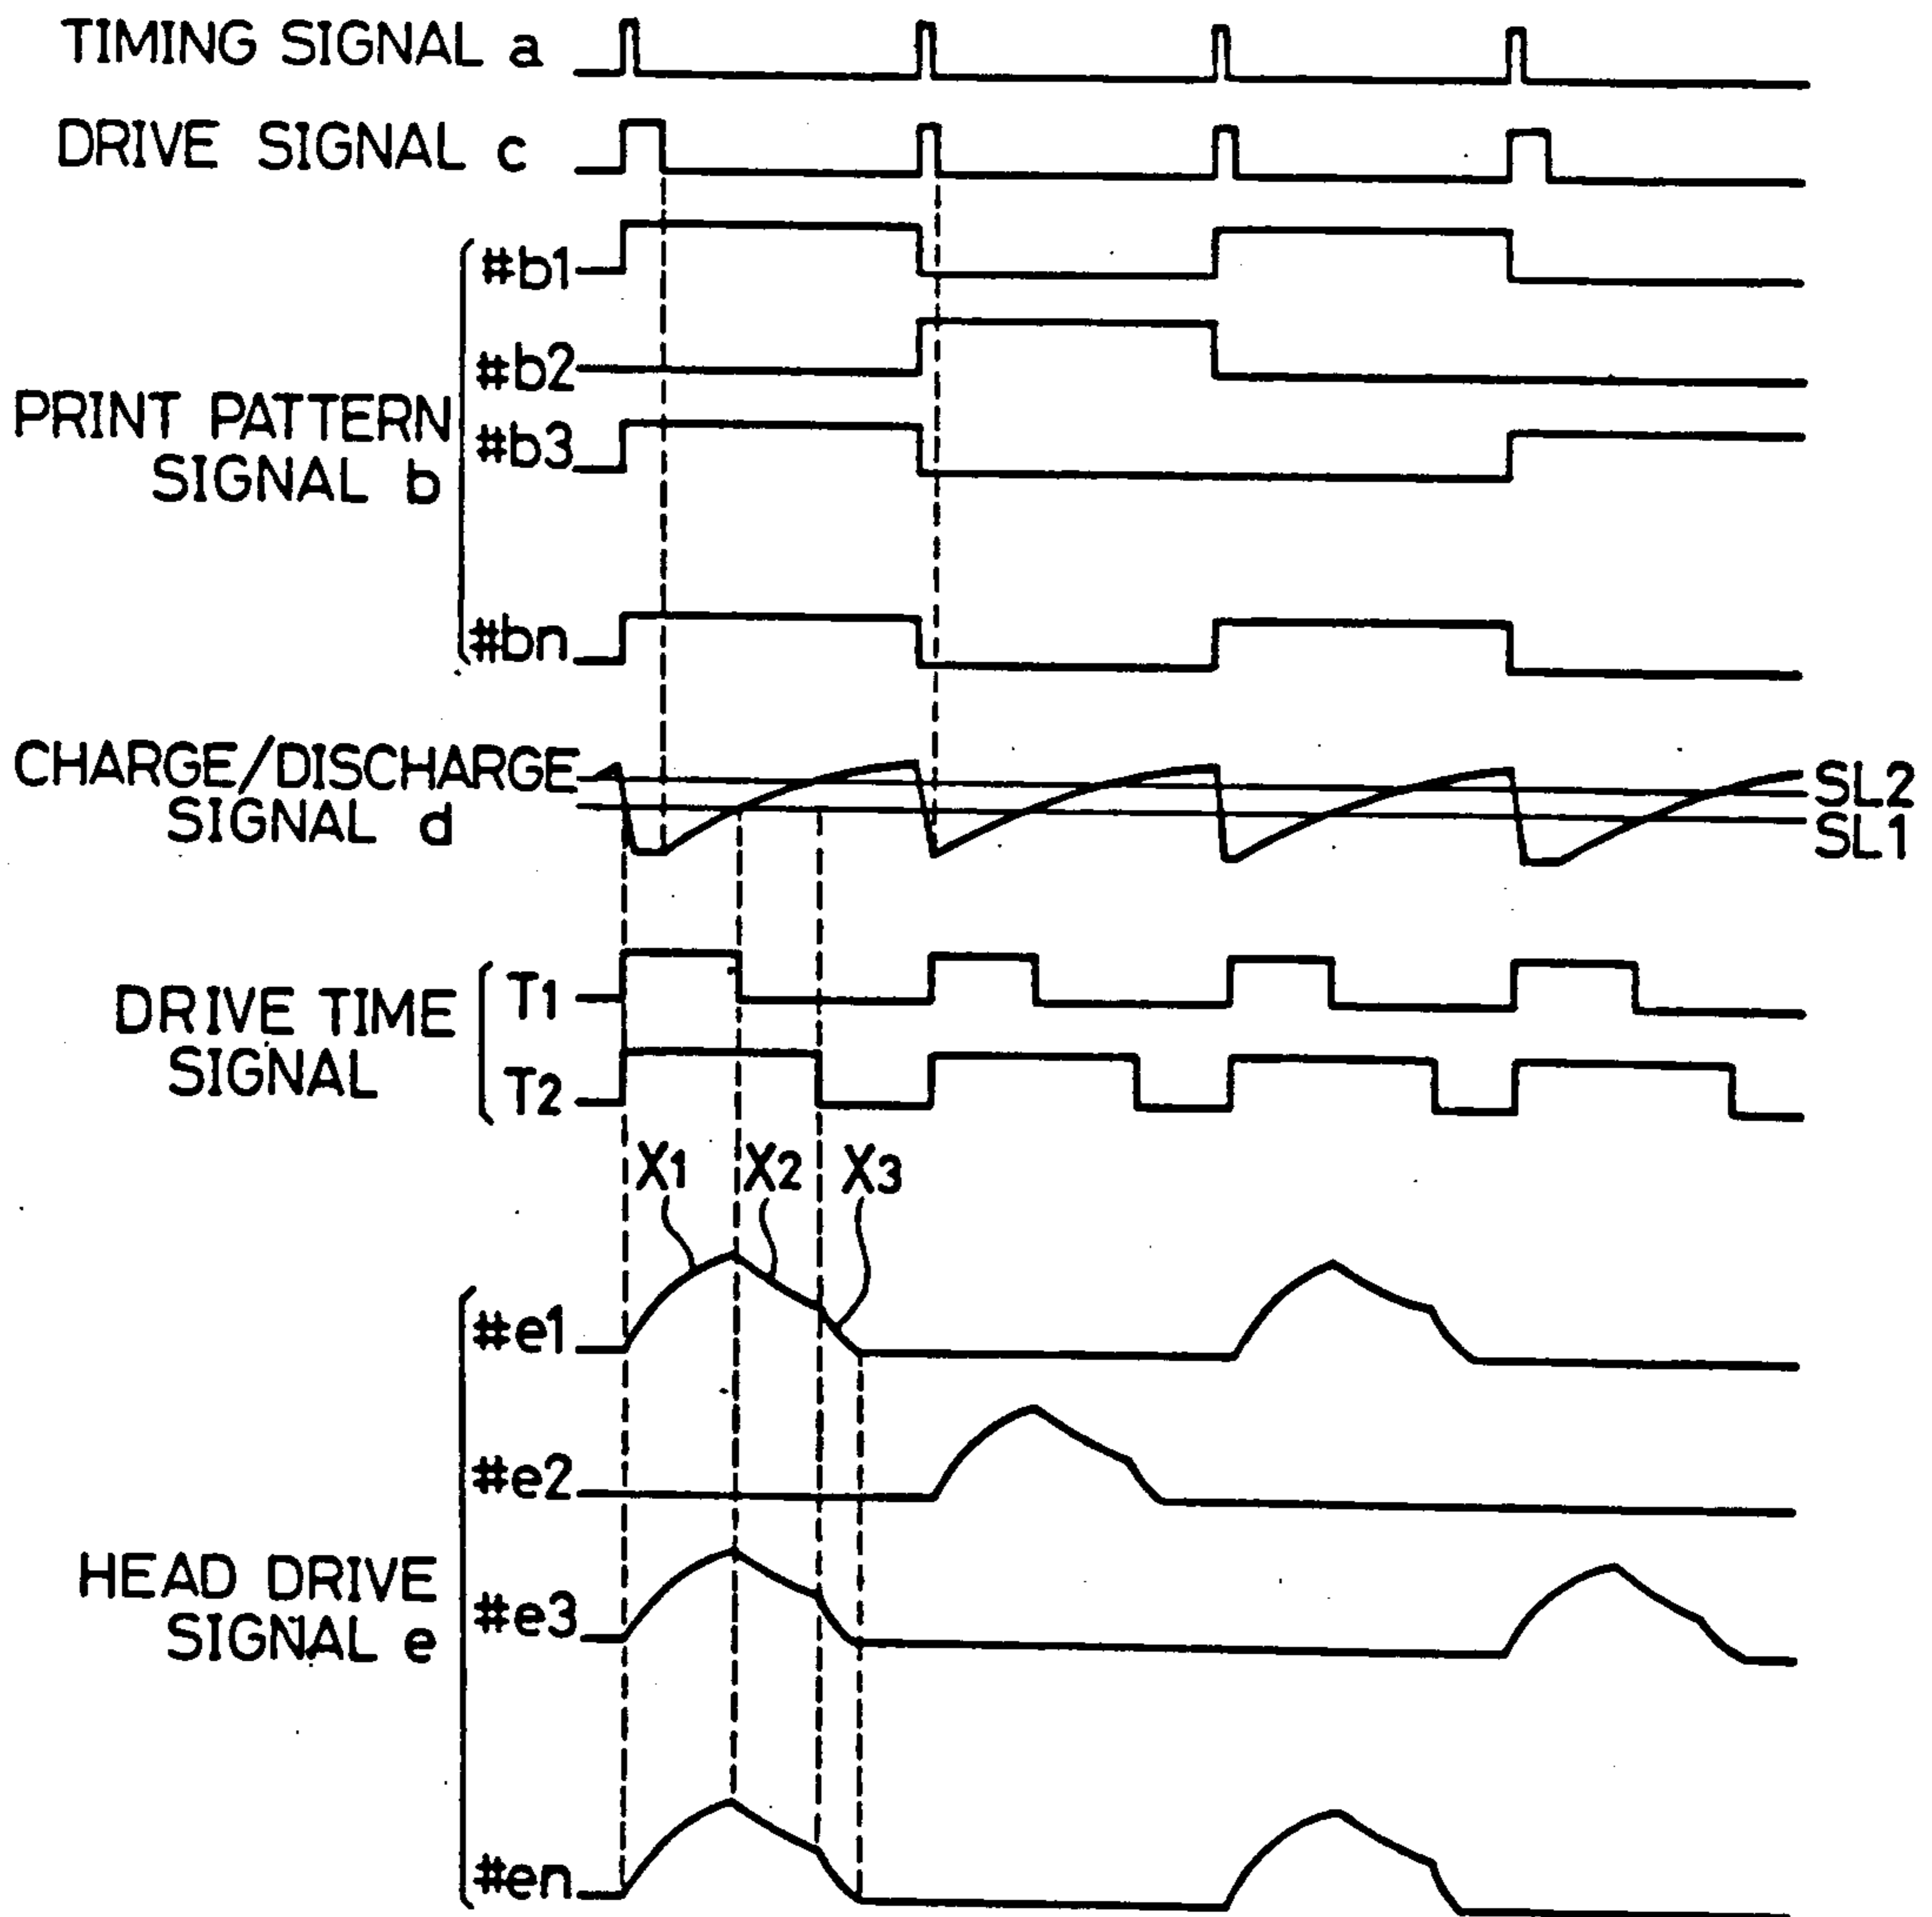 TIMING SIGNAL a
DRIVE SIGNAL c
#b1
#b2
PRINT PATTERN
SIGNAL b
#b3
#bn
CHARGE/DISCHARGE
SIGNAL d
SL2
SL1
DRIVE TIME
SIGNAL
T1
T2
X1 X2 X3
#e1
#e2
HEAD DRIVE
SIGNAL e
#e3
#en